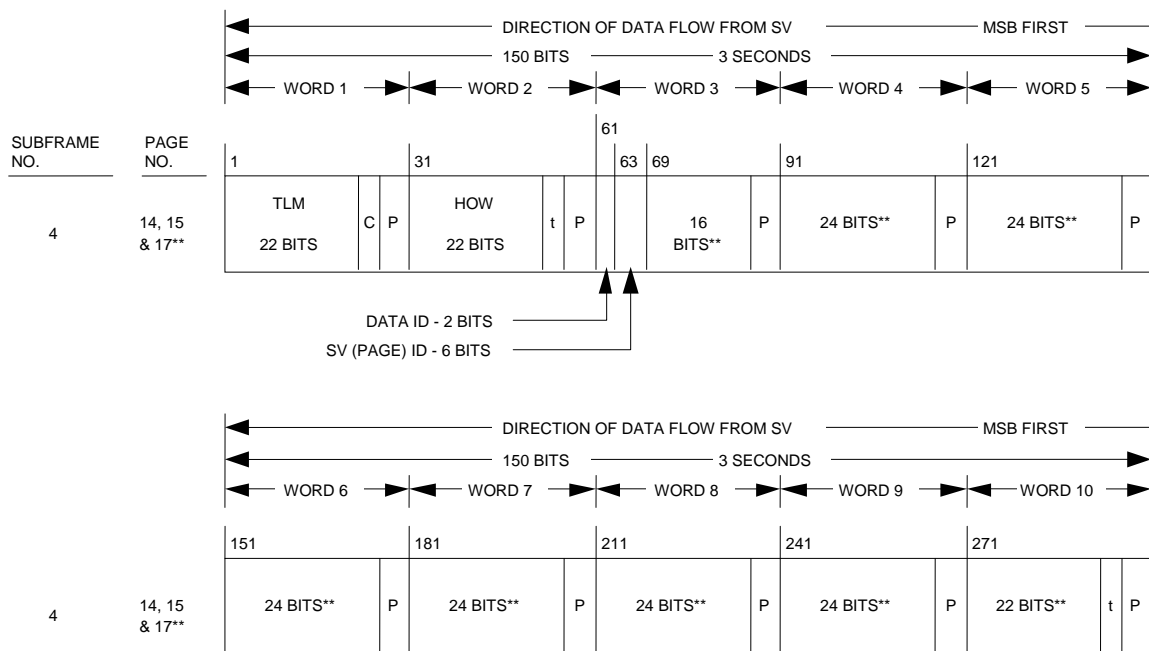 DIRECTION OF DATA FLOW FROM SV MSB FIRST
150 BITS 3 SECONDS
WORD 1 WORD 2 WORD 3 WORD 4 WORD 5
61
SUBFRAME PAGE
NO. NO.
1 31 63 69 91 121
TLM HOW
4 14, 15 C P t P 16 P 24 BITS** P 24 BITS** P
& 17** 22 BITS 22 BITS BITS**
DATA ID - 2 BITS
SV (PAGE) ID - 6 BITS
DIRECTION OF DATA FLOW FROM SV MSB FIRST
150 BITS 3 SECONDS
WORD 6 WORD 7 WORD 8 WORD 9 WORD 10
151 181 211 241 271
4 14, 15 24 BITS** P 24 BITS** P 24 BITS** P 24 BITS** P 22 BITS** t P
& 17**